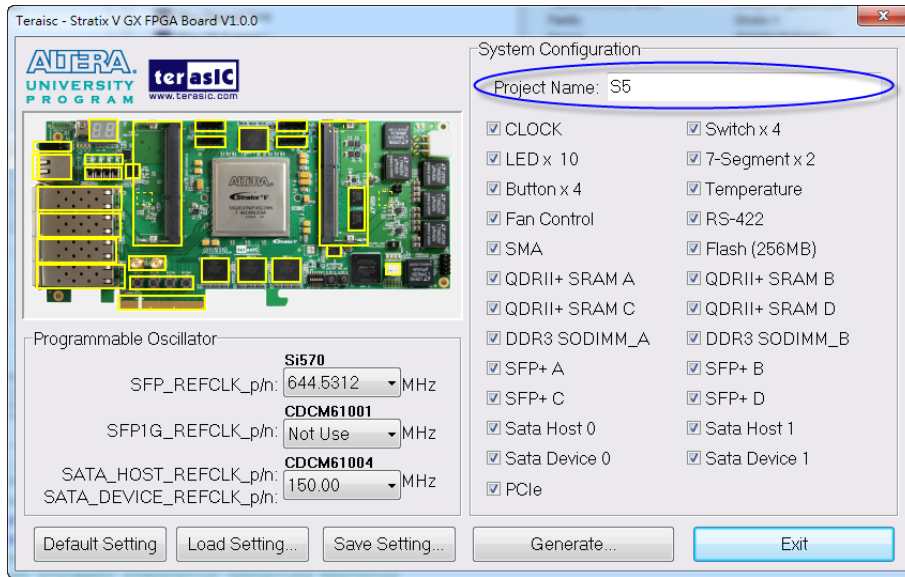 Teraisc - Stratix V GX FPGA Board V1.0.0
ALTERA.
UNIVERSITY
PROGRAM
terasIC
www.terasic.com
ALTERA.
Stratix V
System Configuration
Project Name: S5
CLOCK
Switch x 4
LED x 10
7-Segment x 2
Button x 4
Temperature
Fan Control
RS-422
SMA
Flash (256MB)
QDRII+ SRAM A
QDRII+ SRAM B
QDRII+ SRAM C
QDRII+ SRAM D
DDR3 SODIMM_A
DDR3 SODIMM_B
SFP+ A
SFP+ B
SFP+ C
SFP+ D
Sata Host 0
Sata Host 1
Sata Device 0
Sata Device 1
PCIe
Programmable Oscillator
Si570
SFP_REFCLK_p/n: 644.5312 MHz
CDCM61001
SFP1G_REFCLK_p/n: Not Use MHz
CDCM61004
SATA_HOST_REFCLK_p/n:
SATA_DEVICE_REFCLK_p/n: 150.00 MHz
Default Setting
Load Setting...
Save Setting...
Generate...
Exit